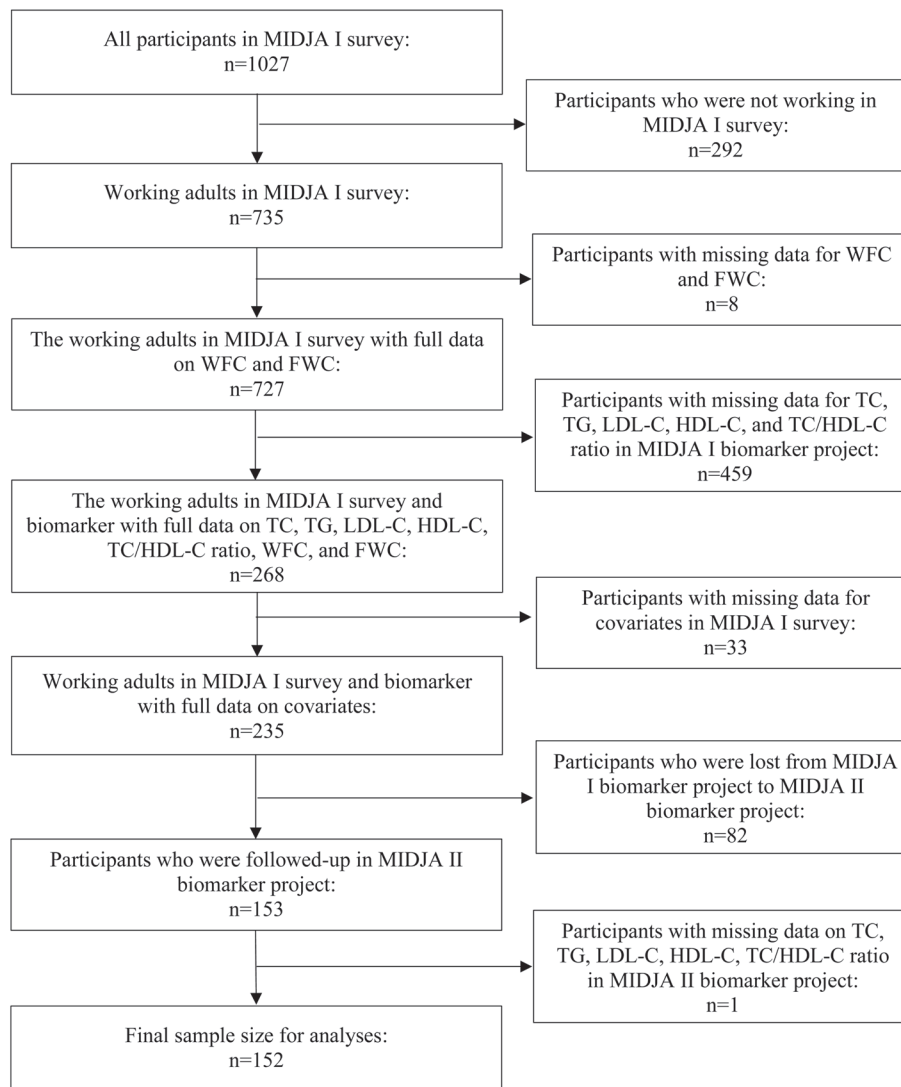 All participants in MIDJA I survey:
n=1027
Participants who were not working in
MIDJA I survey:
n=292
Working adults in MIDJA I survey:
n=735
Participants with missing data for WFC
and FWC:
n=8
The working adults in MIDJA I survey with full data
on WFC and FWC:
n=727
Participants with missing data for TC,
TG, LDL-C, HDL-C, and TC/HDL-C
ratio in MIDJA I biomarker project:
n=459
The working adults in MIDJA I survey and
biomarker with full data on TC, TG, LDL-C, HDL-C,
TC/HDL-C ratio, WFC, and FWC:
n=268
Participants with missing data for
covariates in MIDJA I survey:
n=33
Working adults in MIDJA I survey and biomarker
with full data on covariates:
n=235
Participants who were lost from MIDJA
I biomarker project to MIDJA II
biomarker project:
n=82
Participants who were followed-up in MIDJA II
biomarker project:
n=153
Participants with missing data on TC,
TG, LDL-C, HDL-C, TC/HDL-C ratio
in MIDJA II biomarker project:
n=1
Final sample size for analyses:
n=152